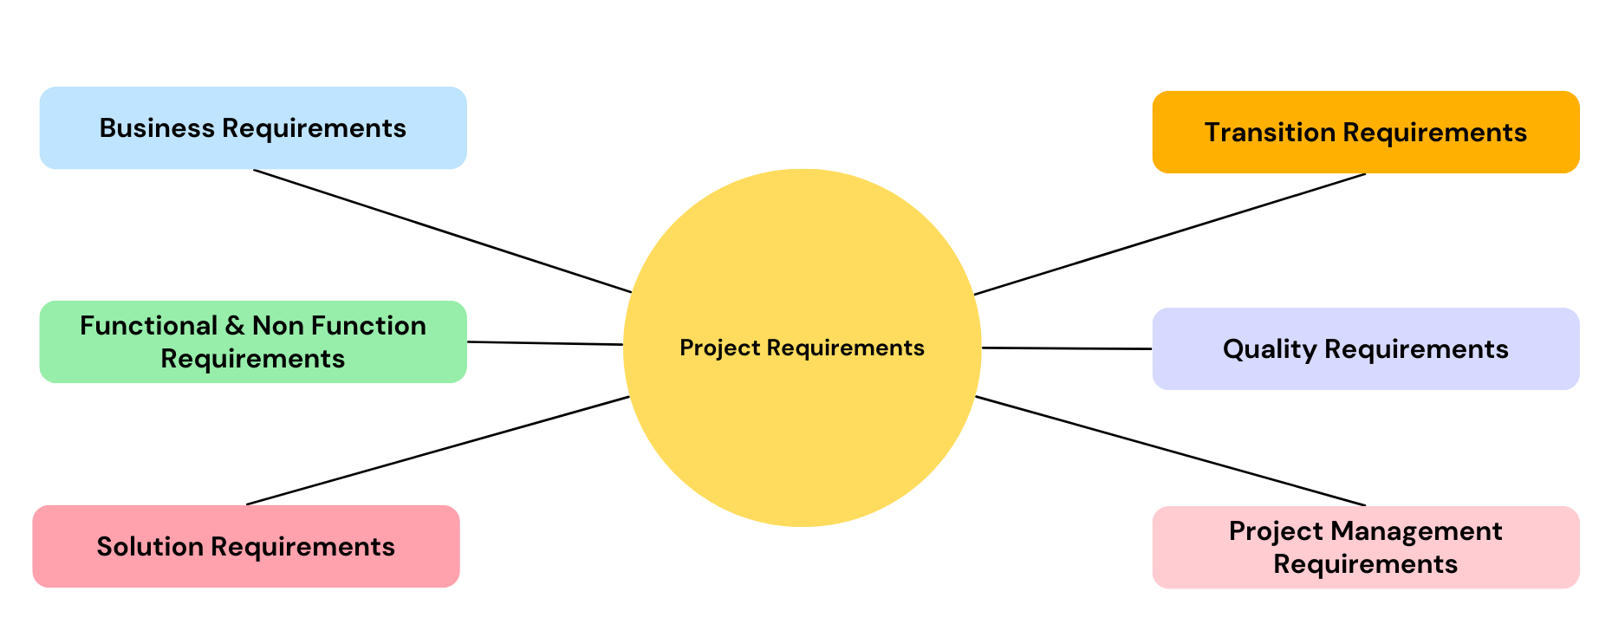 Business Requirements
Functional & Non Function
Requirements
Solution Requirements
Project Requirements
Transition Requirements
Quality Requirements
Project Management
Requirements